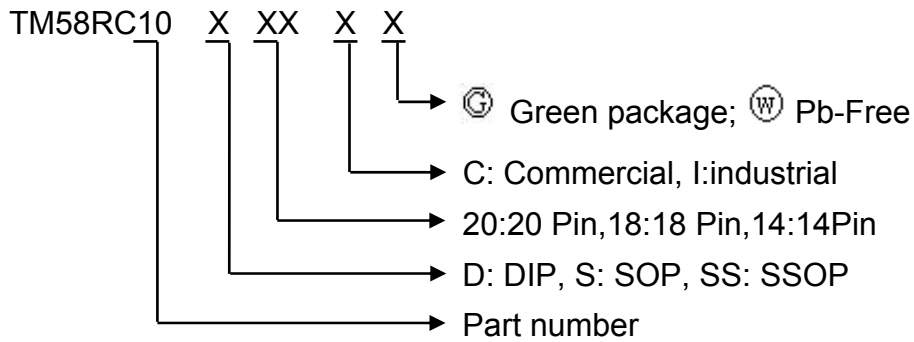 TM58RC10 X XX X X
Ⓖ Green package; Ⓦ Pb-Free
C: Commercial, I:industrial
20:20 Pin,18:18 Pin,14:14Pin
D: DIP, S: SOP, SS: SSOP
Part number